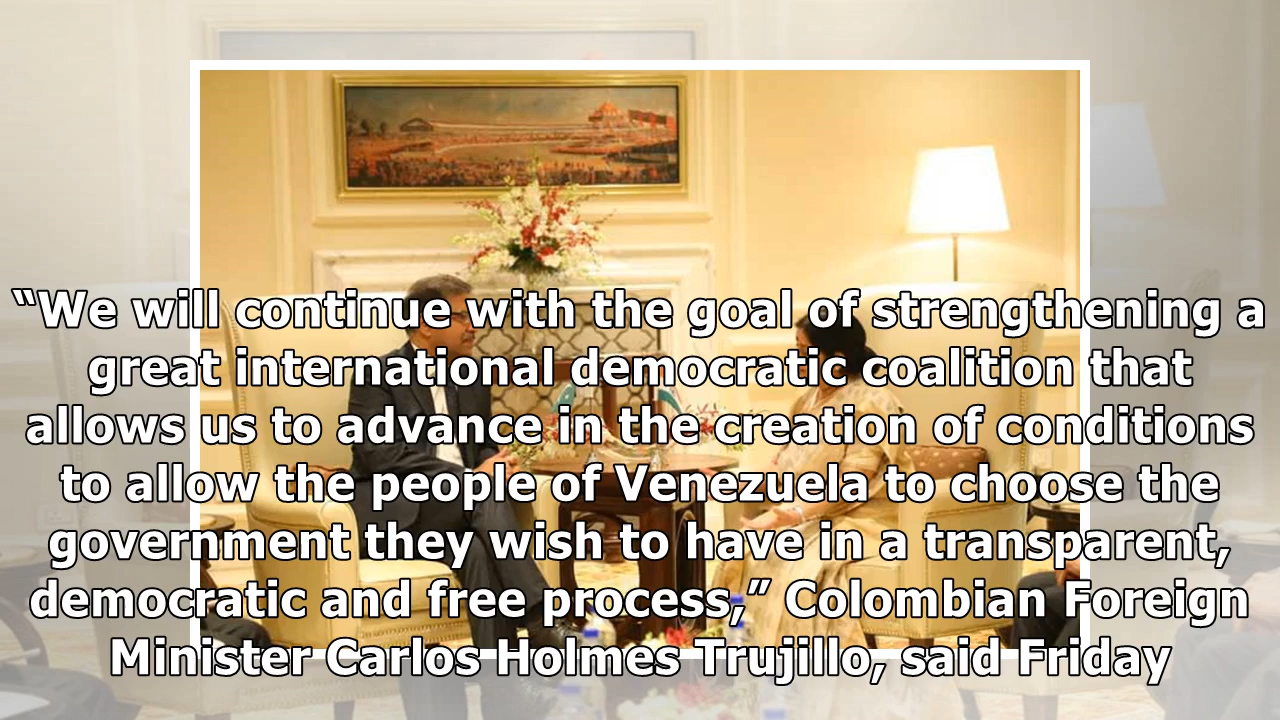 “We will continue with the goal of strengthening a
great international democratic coalition that
allows us to advance in the creation of conditions
to allow the people of Venezuela to choose the
government they wish to have in a transparent,
democratic and free process,” Colombian Foreign
Minister Carlos Holmes Trujillo, said Friday